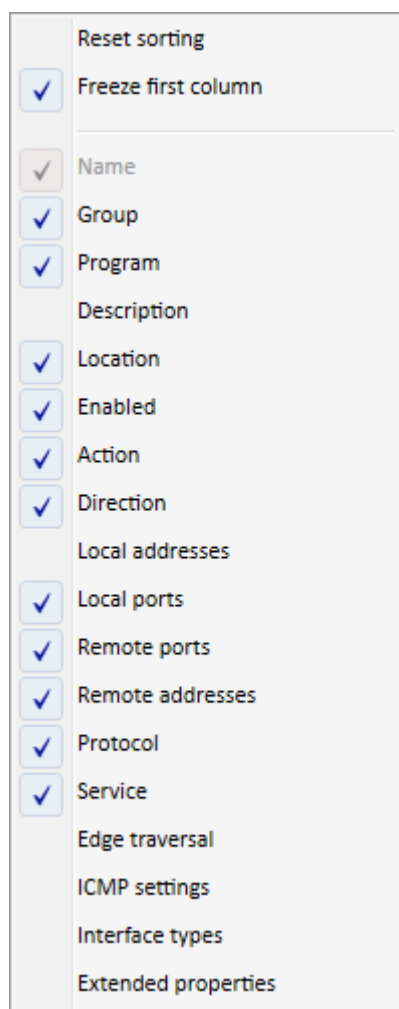 Reset sorting
Freeze first column
Name
Group
Program
Description
Location
Enabled
Action
Direction
Local addresses
Local ports
Remote ports
Remote addresses
Protocol
Service
Edge traversal
ICMP settings
Interface types
Extended properties